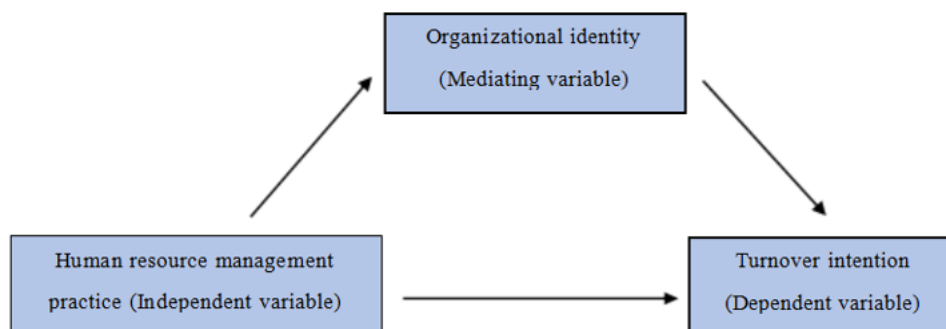 Organizational identity
(Mediating variable)
Human resource management
practice (Independent variable)
Turnover intention
(Dependent variable)